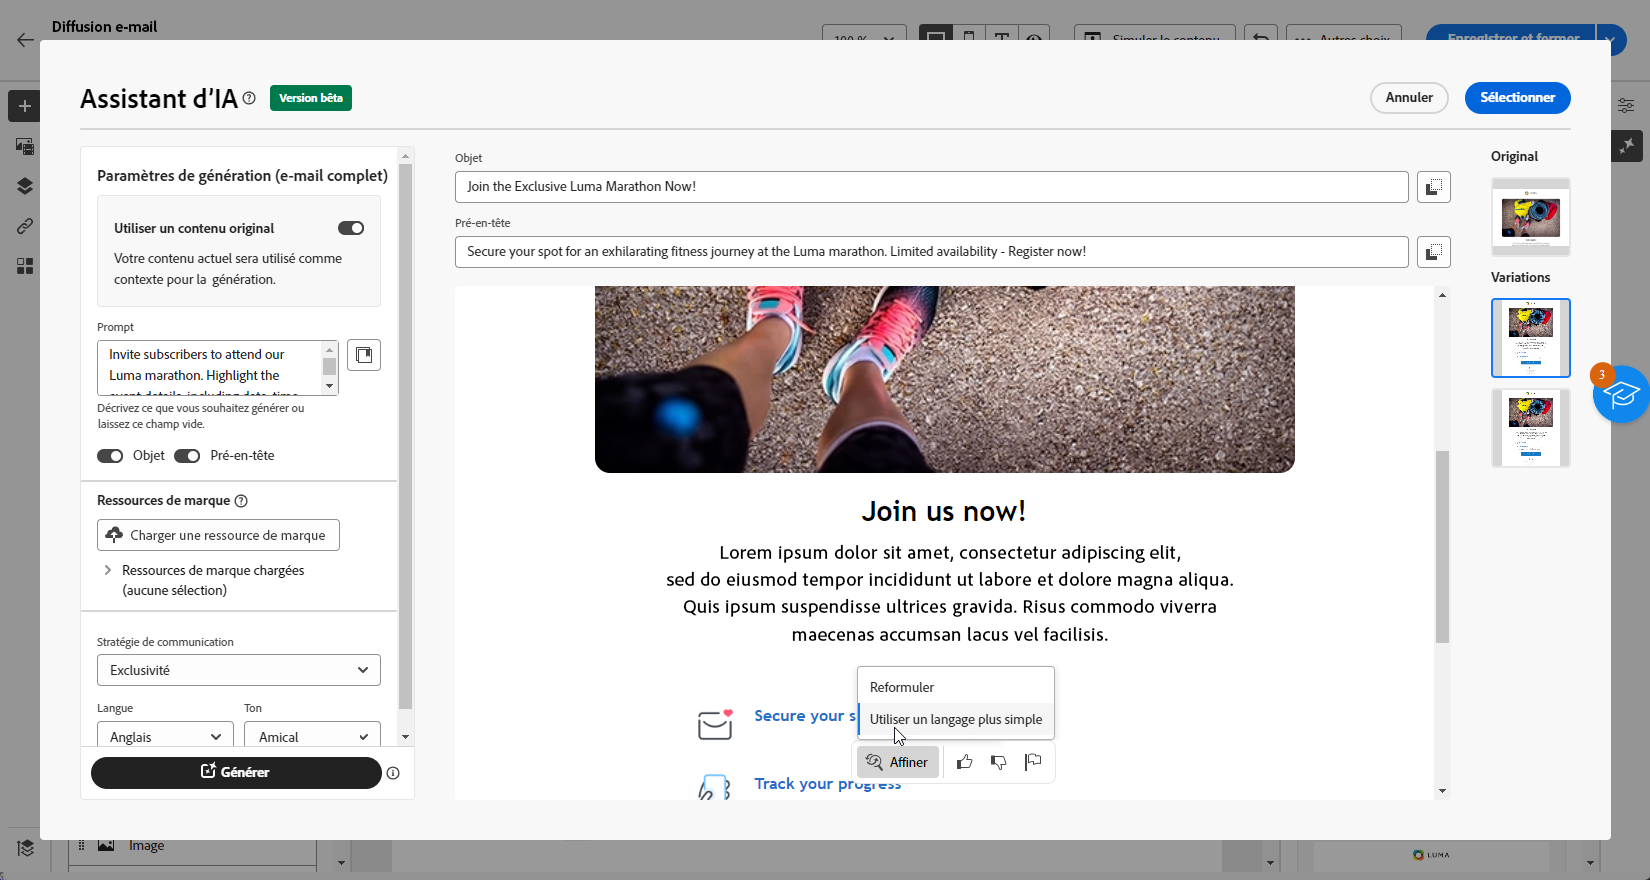 Diffusion e-mail
100 %
Simuler le contenu
Autres choix
Enregistrer et fermer
Assistant d'IA
Version bêta
Annuler
Sélectionner
Paramètres de génération (e-mail complet)
Utiliser un contenu original
Votre contenu actuel sera utilisé comme
contexte pour la génération.
Prompt
Invite subscribers to attend our
Luma marathon. Highlight the
event details, including date, time,
Décrivez ce que vous souhaitez générer ou
laissez ce champ vide.
Objet
Pré-en-tête
Ressources de marque
Charger une ressource de marque
Ressources de marque chargées
(aucune sélection)
Stratégie de communication
Exclusivité
Langue
Ton
Anglais
Amical
Générer
Objet
Join the Exclusive Luma Marathon Now!
Pré-en-tête
Secure your spot for an exhilarating fitness journey at the Luma marathon. Limited availability - Register now!
Join us now!
Lorem ipsum dolor sit amet, consectetur adipiscing elit,
sed do eiusmod tempor incididunt ut labore et dolore magna aliqua.
Quis ipsum suspendisse ultrices gravida. Risus commodo viverra
maecenas accumsan lacus vel facilisis.
Reformuler
Secure your s
Utiliser un langage plus simple
Affiner
Track your progress
Original
Variations
3
Image
LUMA